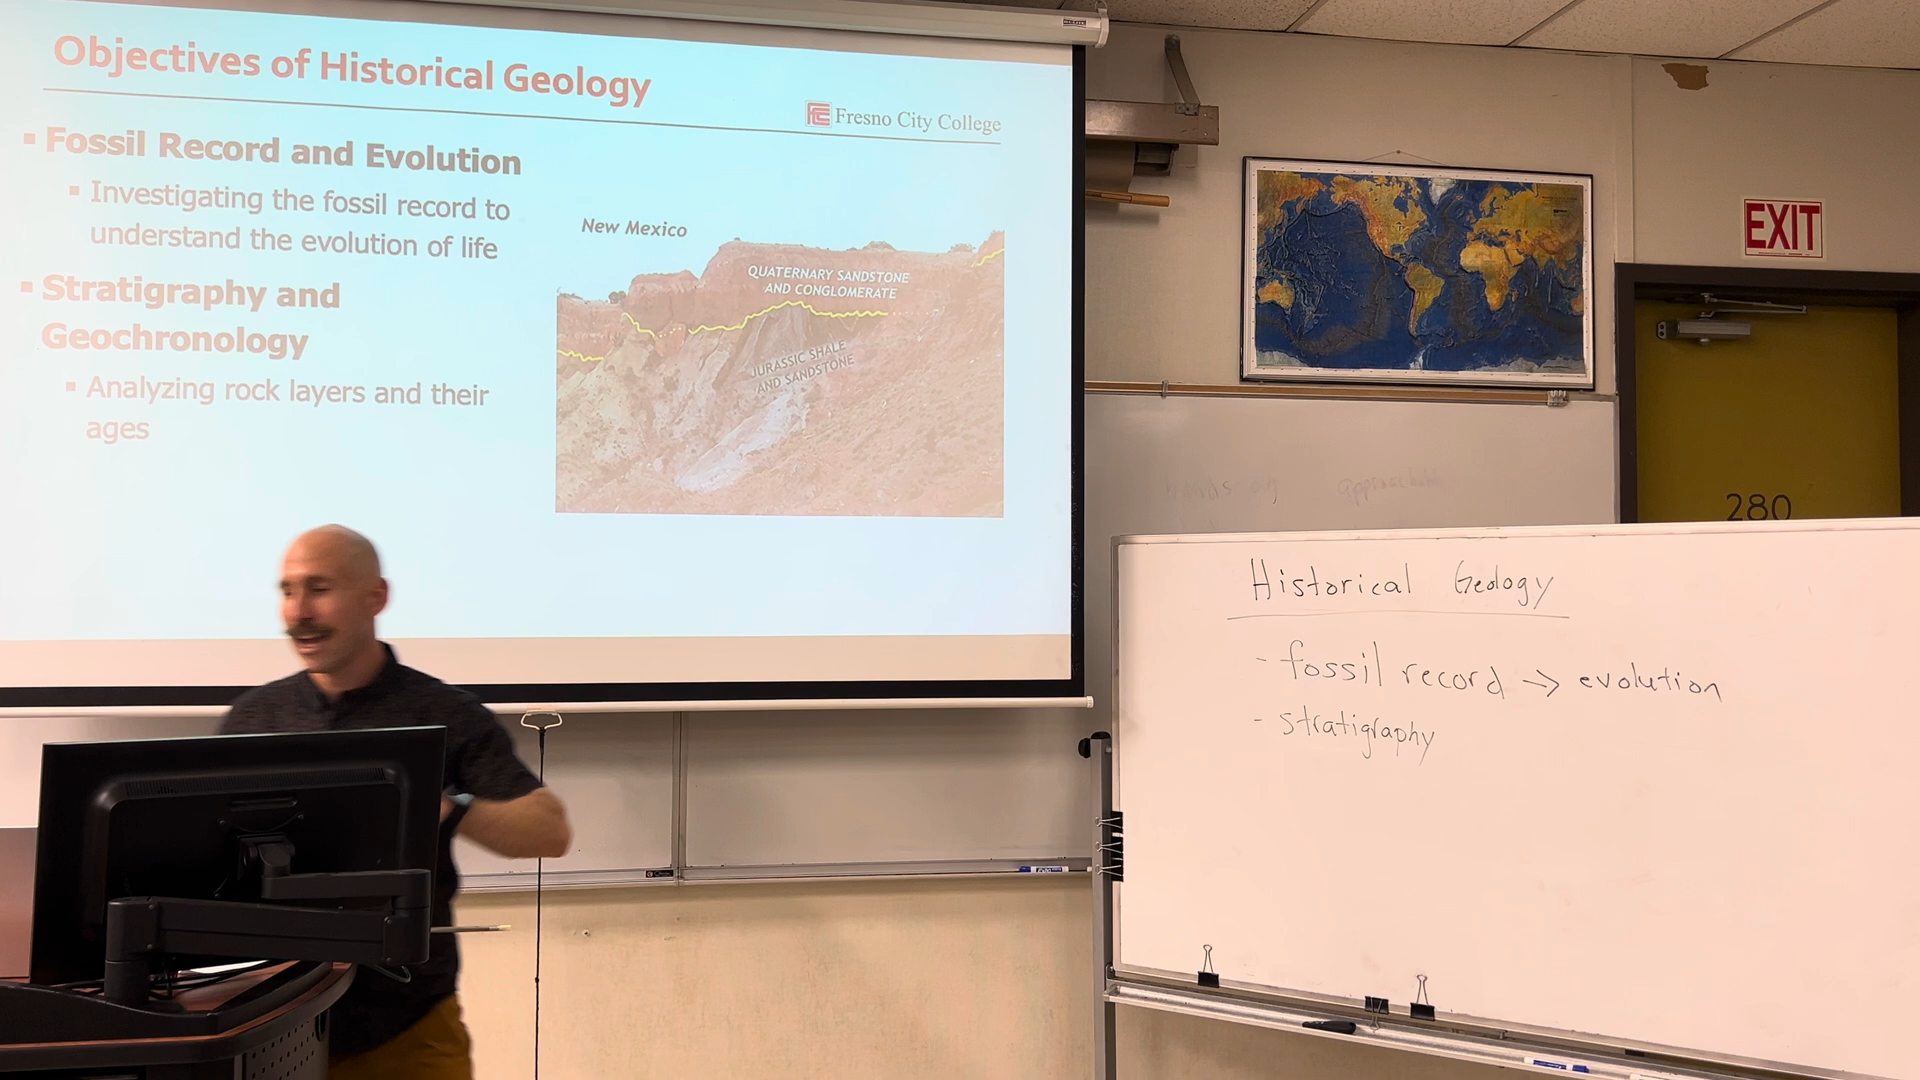 Objectives of Historical Geology
Fresno City College
▪ Fossil Record and Evolution
▪ Investigating the fossil record to
understand the evolution of life
▪ Stratigraphy and
Geochronology
▪ Analyzing rock layers and their
ages
New Mexico
QUATERNARY SANDSTONE
AND CONGLOMERATE
JURASSIC SHALE
AND SANDSTONE
EXIT
280
hands on
Historical Geology
- fossil record → evolution
- stratigraphy